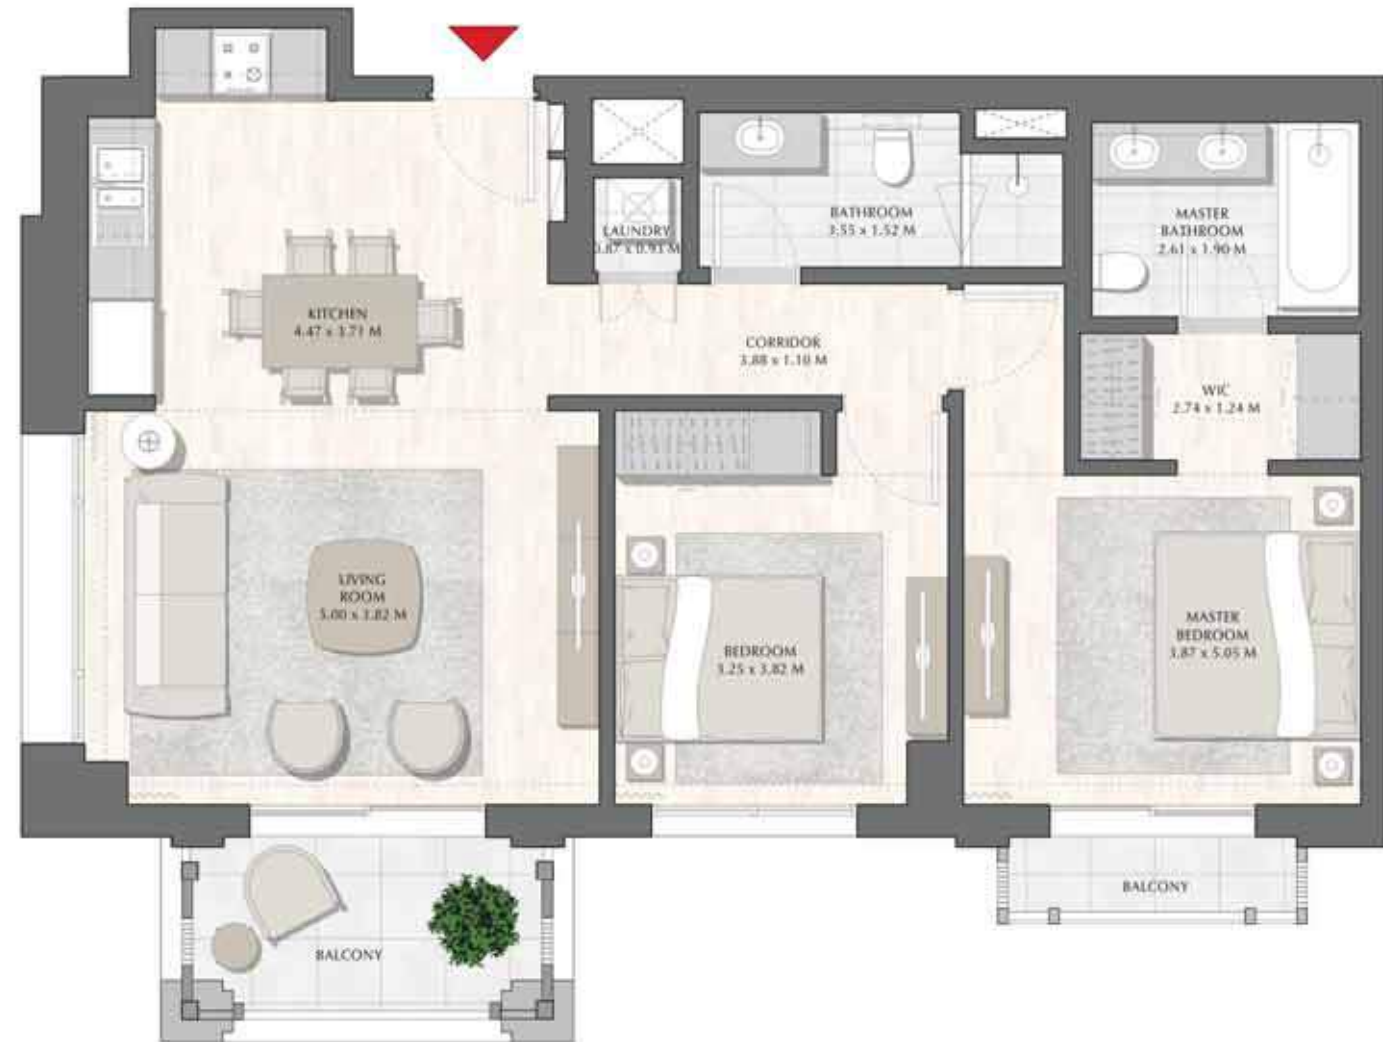 LAUNDRY
BATHROOM
3.55 x 1.52 M
MASTER
BATHROOM
2.61 x 1.90 M
KITCHEN
4.47 x 3.71 M
CORRIDOR
3.88 x 1.10 M
WIC
2.74 x 1.24 M
LIVING
ROOM
5.00 x 3.82 M
BEDROOM
3.25 x 3.82 M
MASTER
BEDROOM
3.87 x 5.05 M
BALCONY
BALCONY